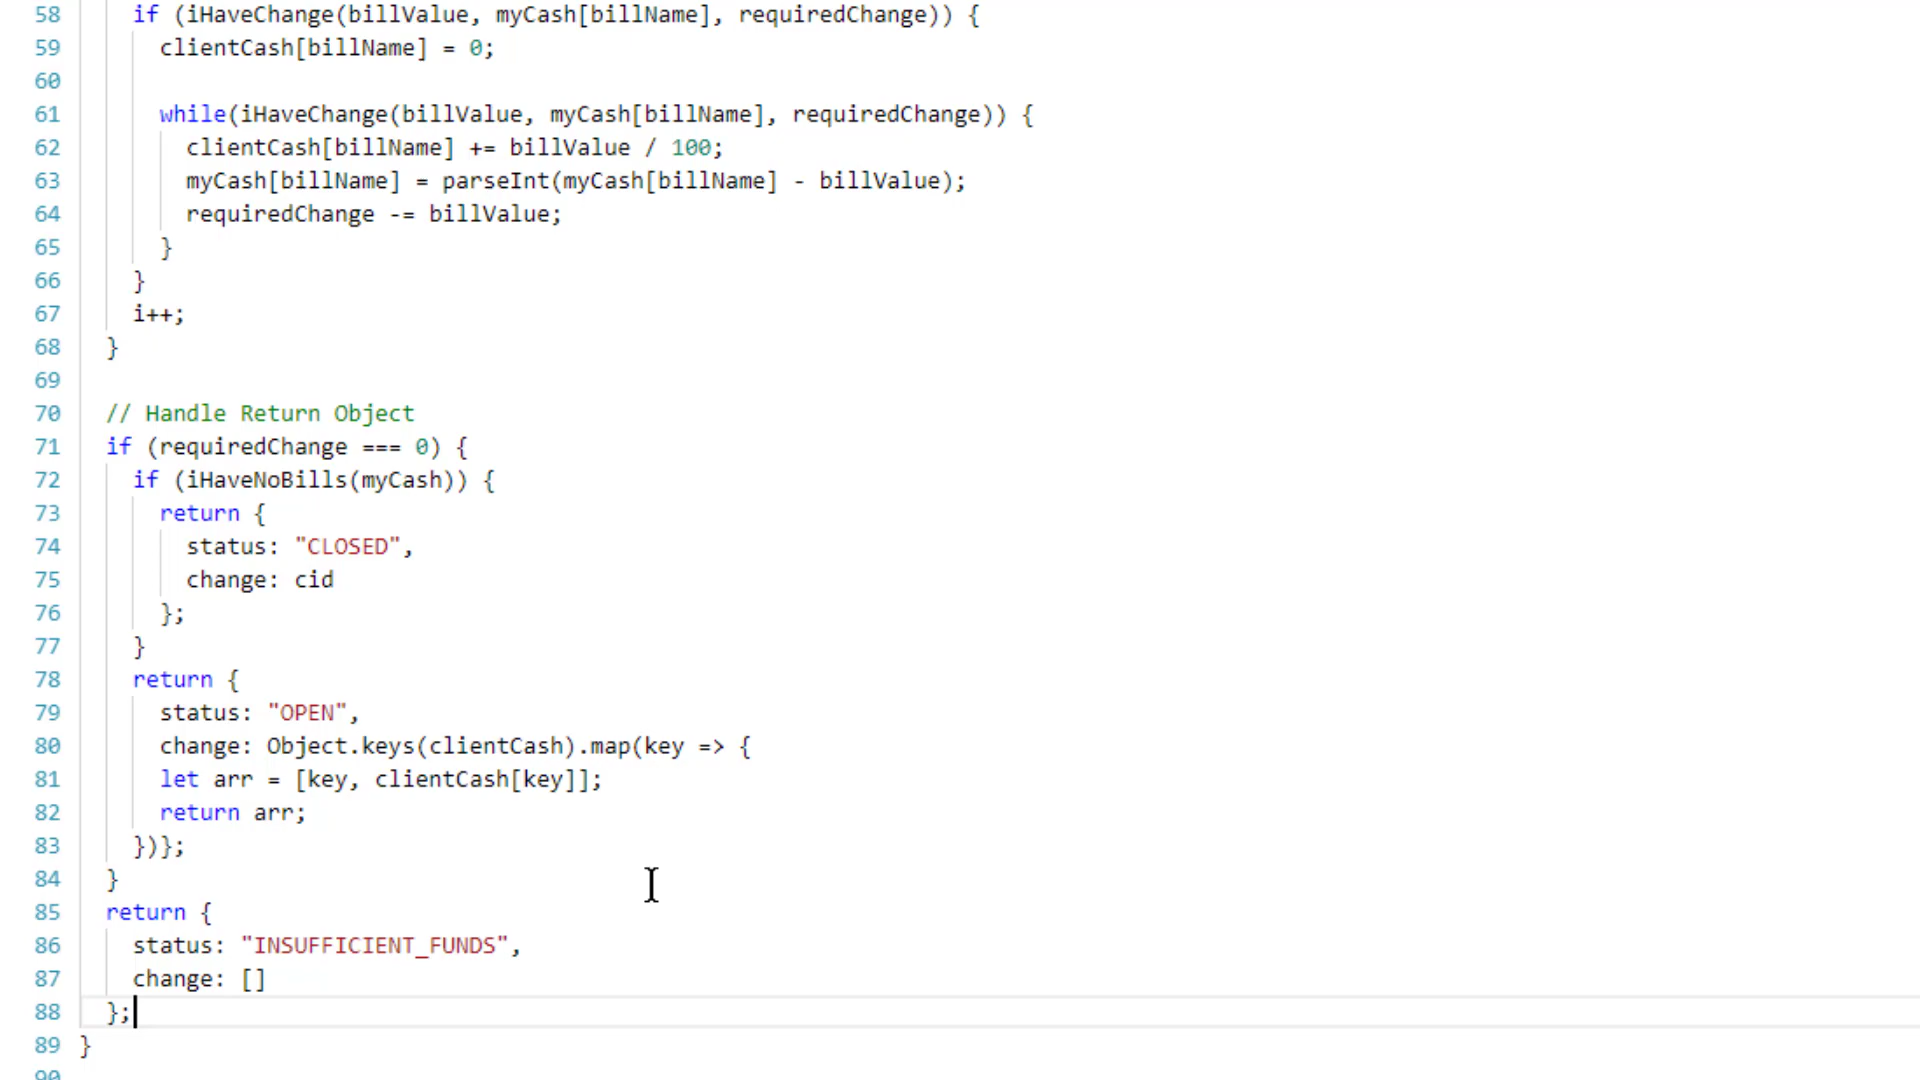 58 if (iHaveChange(billValue, myCash[billName], requiredChange)) {
59 clientCash[billName] = 0;
60
61 while(iHaveChange(billValue, myCash[billName], requiredChange)) {
62 clientCash[billName] += billValue / 100;
63 myCash[billName] = parseInt(myCash[billName] - billValue);
64 requiredChange -= billValue;
65 }
66 }
67 i++;
68 }
69
70 // Handle Return Object
71 if (requiredChange === 0) {
72 if (iHaveNoBills(myCash)) {
73 return {
74 status: "CLOSED",
75 change: cid
76 };
77 }
78 return {
79 status: "OPEN",
80 change: Object.keys(clientCash).map(key => {
81 let arr = [key, clientCash[key]];
82 return arr;
83 })};
84 }
85 return {
86 status: "INSUFFICIENT_FUNDS",
87 change: []
88 };
89 }
90